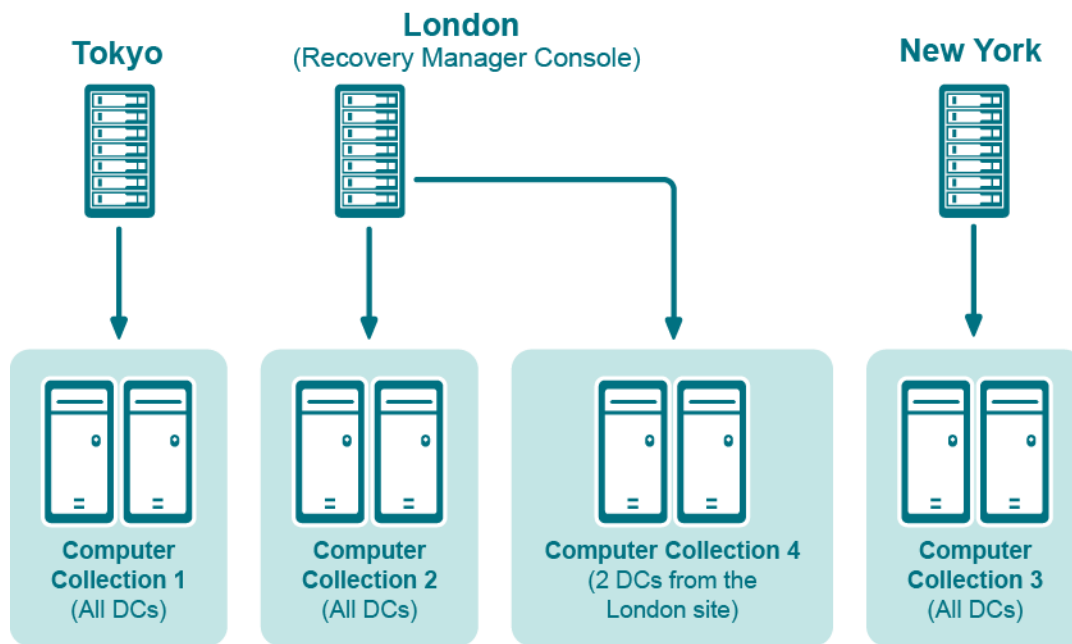 Tokyo
London
(Recovery Manager Console)
New York
Computer
Collection 1
(All DCs)
Computer
Collection 2
(All DCs)
Computer Collection 4
(2 DCs from the
London site)
Computer
Collection 3
(All DCs)